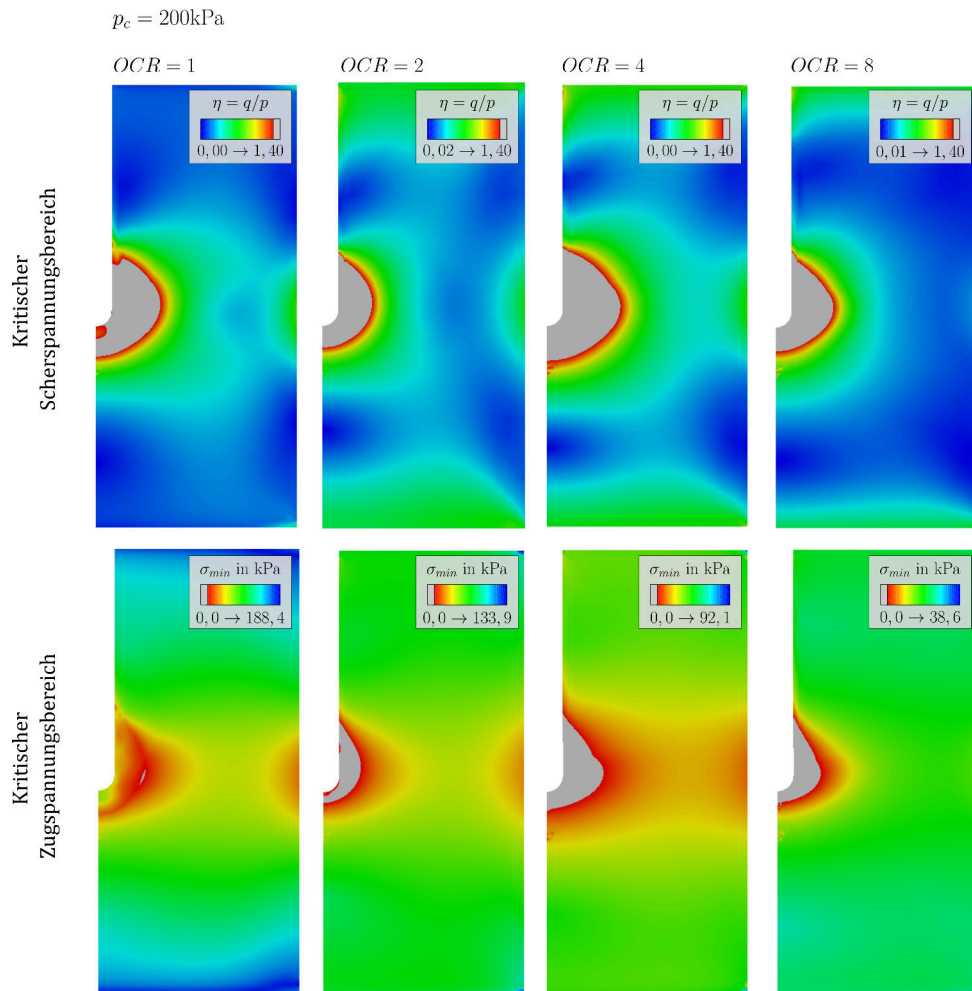 p_c = 200kPa
OCR = 1
OCR = 2
OCR = 4
OCR = 8
Kritischer
Scherspannungsbereich
η = q/p
0,00 → 1,40
η = q/p
0,02 → 1,40
η = q/p
0,00 → 1,40
η = q/p
0,01 → 1,40
Kritischer
Zugspannungsbereich
σ_min in kPa
0,0 → 188,4
σ_min in kPa
0,0 → 133,9
σ_min in kPa
0,0 → 92,1
σ_min in kPa
0,0 → 38,6